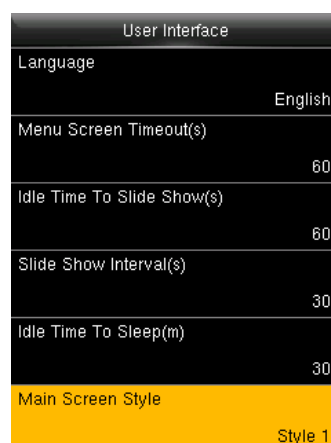 User Interface
Language
English
Menu Screen Timeout(s)
60
Idle Time To Slide Show(s)
60
Slide Show Interval(s)
30
Idle Time To Sleep(m)
30
Main Screen Style
Style 1